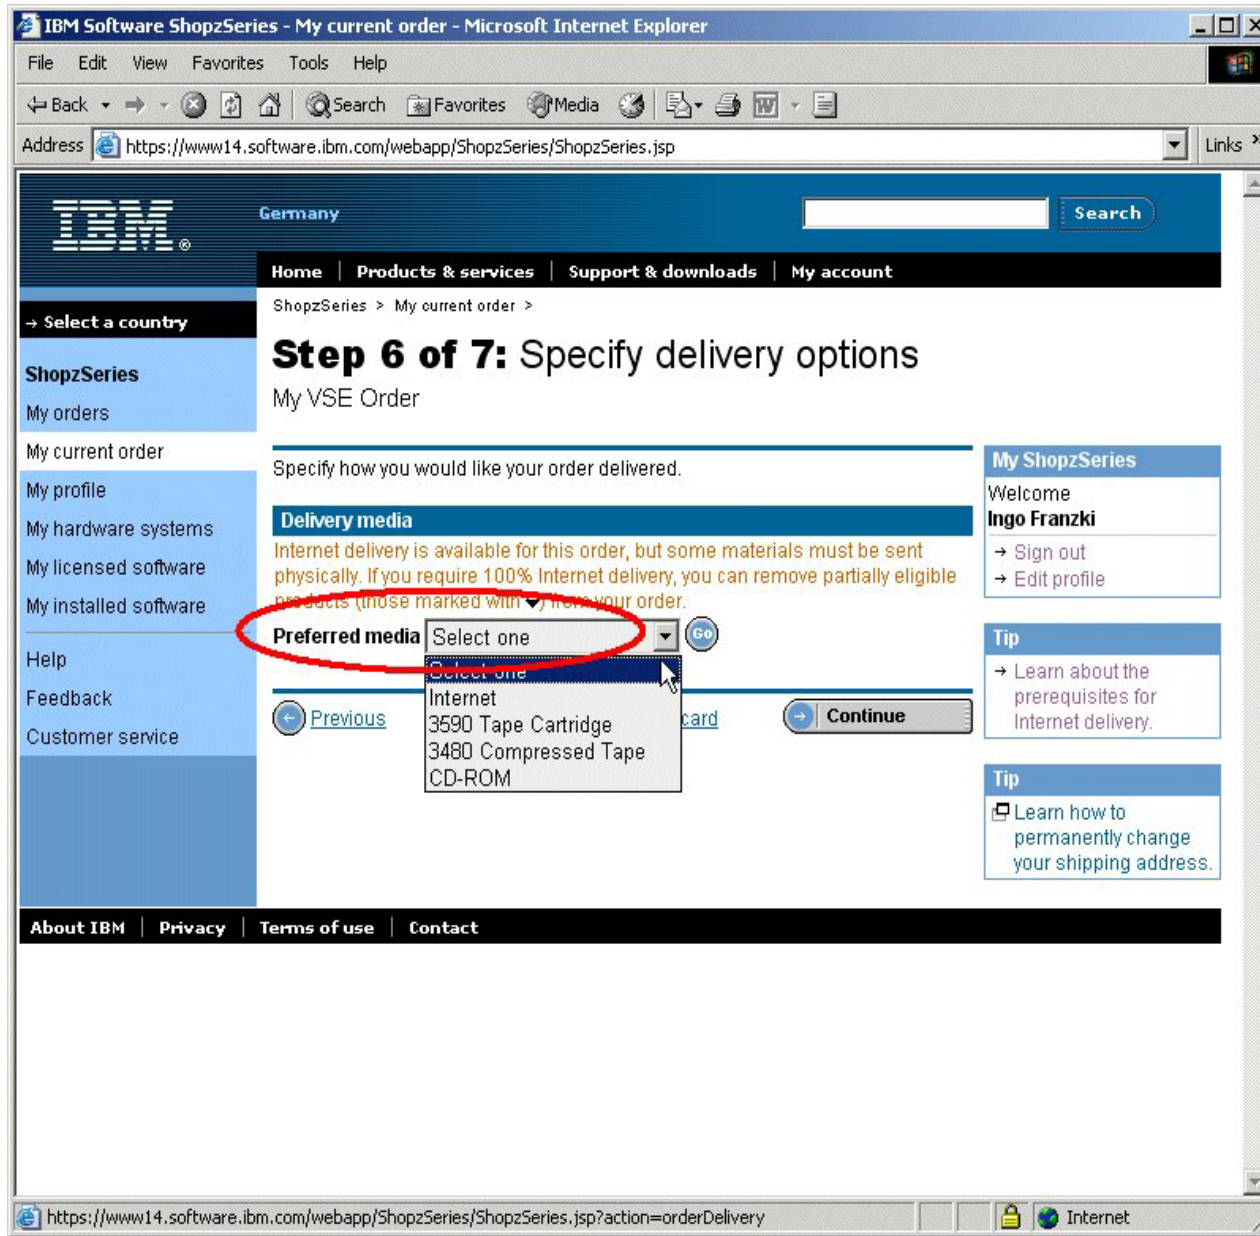 IBM Software ShopzSeries - My current order - Microsoft Internet Explorer
File Edit View Favorites Tools Help
Back Search Favorites Media
Address https://www14.software.ibm.com/webapp/ShopzSeries/ShopzSeries.jsp Links »
IBM®
Germany
Search
Home | Products & services | Support & downloads | My account
→ Select a country
ShopzSeries
My orders
My current order
My profile
My hardware systems
My licensed software
My installed software
Help
Feedback
Customer service
ShopzSeries > My current order >
Step 6 of 7: Specify delivery options
My VSE Order
Specify how you would like your order delivered.
Delivery media
Internet delivery is available for this order, but some materials must be sent
physically. If you require 100% Internet delivery, you can remove partially eligible
products (those marked with ) from your order.
Preferred media Select one Go
Select one
Internet
3590 Tape Cartridge
3480 Compressed Tape
CD-ROM
Previous
card
Continue
My ShopzSeries
Welcome
Ingo Franzki
→ Sign out
→ Edit profile
Tip
→ Learn about the
prerequisites for
Internet delivery.
Tip
Learn how to
permanently change
your shipping address.
About IBM | Privacy | Terms of use | Contact
https://www14.software.ibm.com/webapp/ShopzSeries/ShopzSeries.jsp?action=orderDelivery Internet